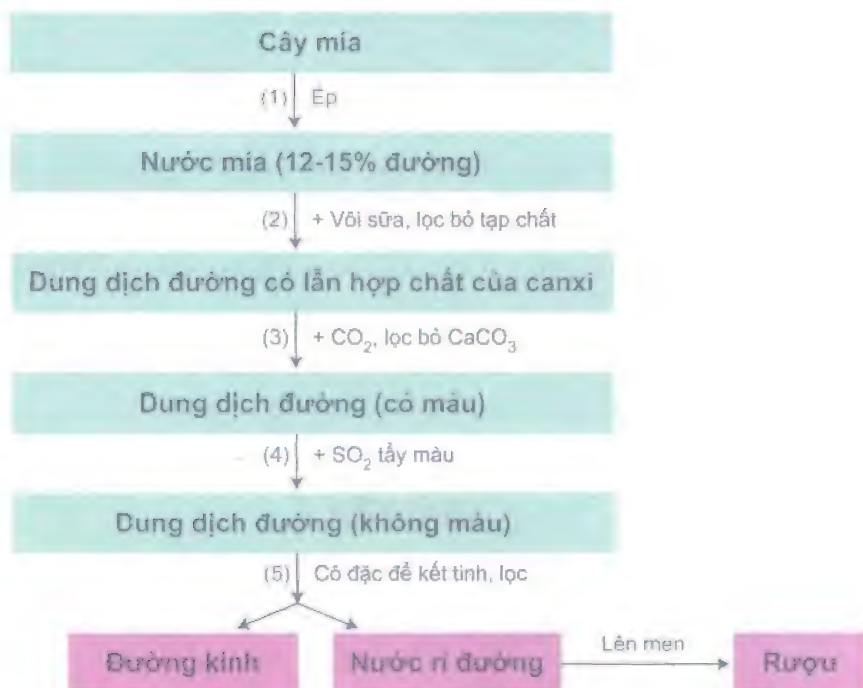 Cây mía
(1) Ép
Nước mía (12-15% đường)
(2) + Vôi sữa, lọc bỏ tạp chất
Dung dịch đường có lẫn hợp chất của canxi
(3) + CO₂, lọc bỏ CaCO₃
Dung dịch đường (có màu)
(4) + SO₂ tẩy màu
Dung dịch đường (không màu)
(5) Cô đặc để kết tinh, lọc
Đường kính
Nước rỉ đường
Lên men
Rượu